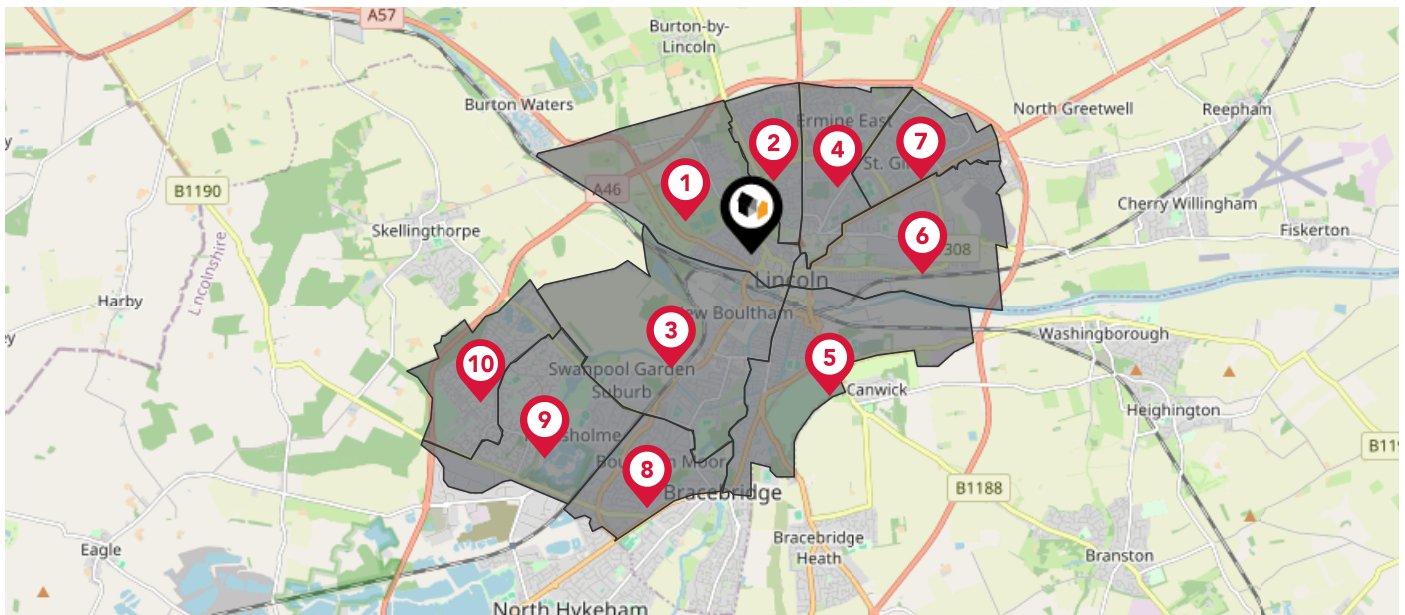 A57
Burton-by-
Lincoln
Burton Waters
North Greetwell
Reepham
Ermine East
2
4
7
St. Gil
B1190
A46
1
Cherry Willingham
Skellingthorpe
6
308
Fiskerton
Lincolnshire
Lincoln
Harby
ew Boultham
3
Washingborough
10
Swanpool Garden
Suburb
5
Canwick
Heighington
9
sholme
B119
8
Bou
Moor
Bracebridge
B1188
Bracebridge
Heath
Eagle
Branston
North Hykeham